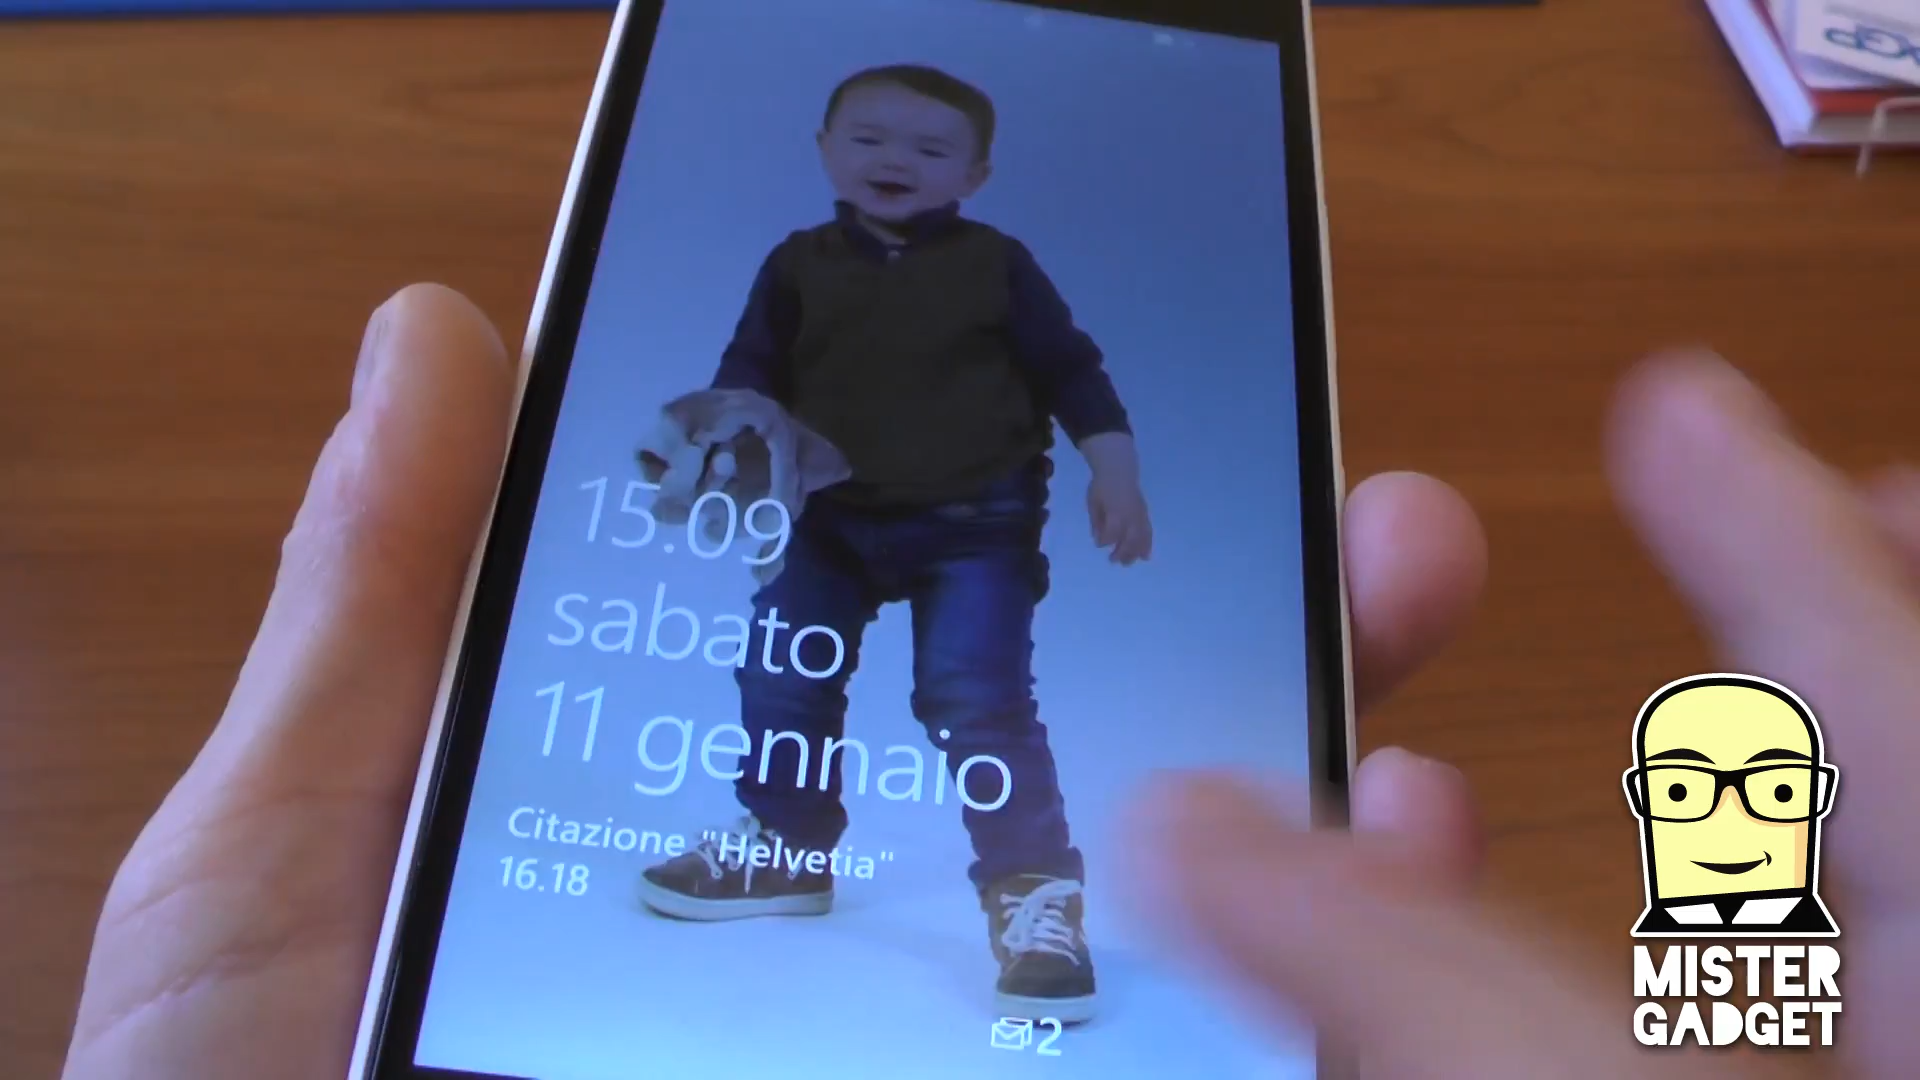 15.09
sabato
11 gennaio
Citazione "Helvetia"
16.18
2
MISTER
GADGET